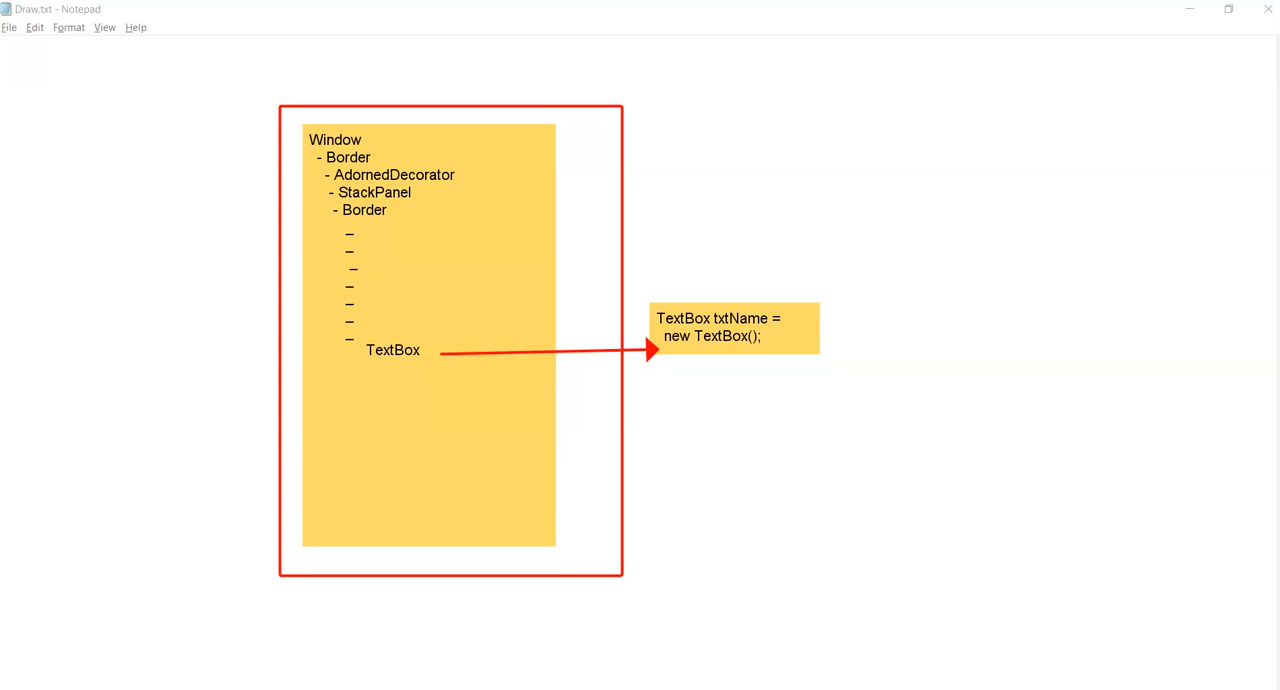 Draw.txt - Notepad
File Edit Format View Help
Window
- Border
- AdornedDecorator
- StackPanel
- Border
–
–
–
–
–
–
–
TextBox
TextBox txtName =
new TextBox();